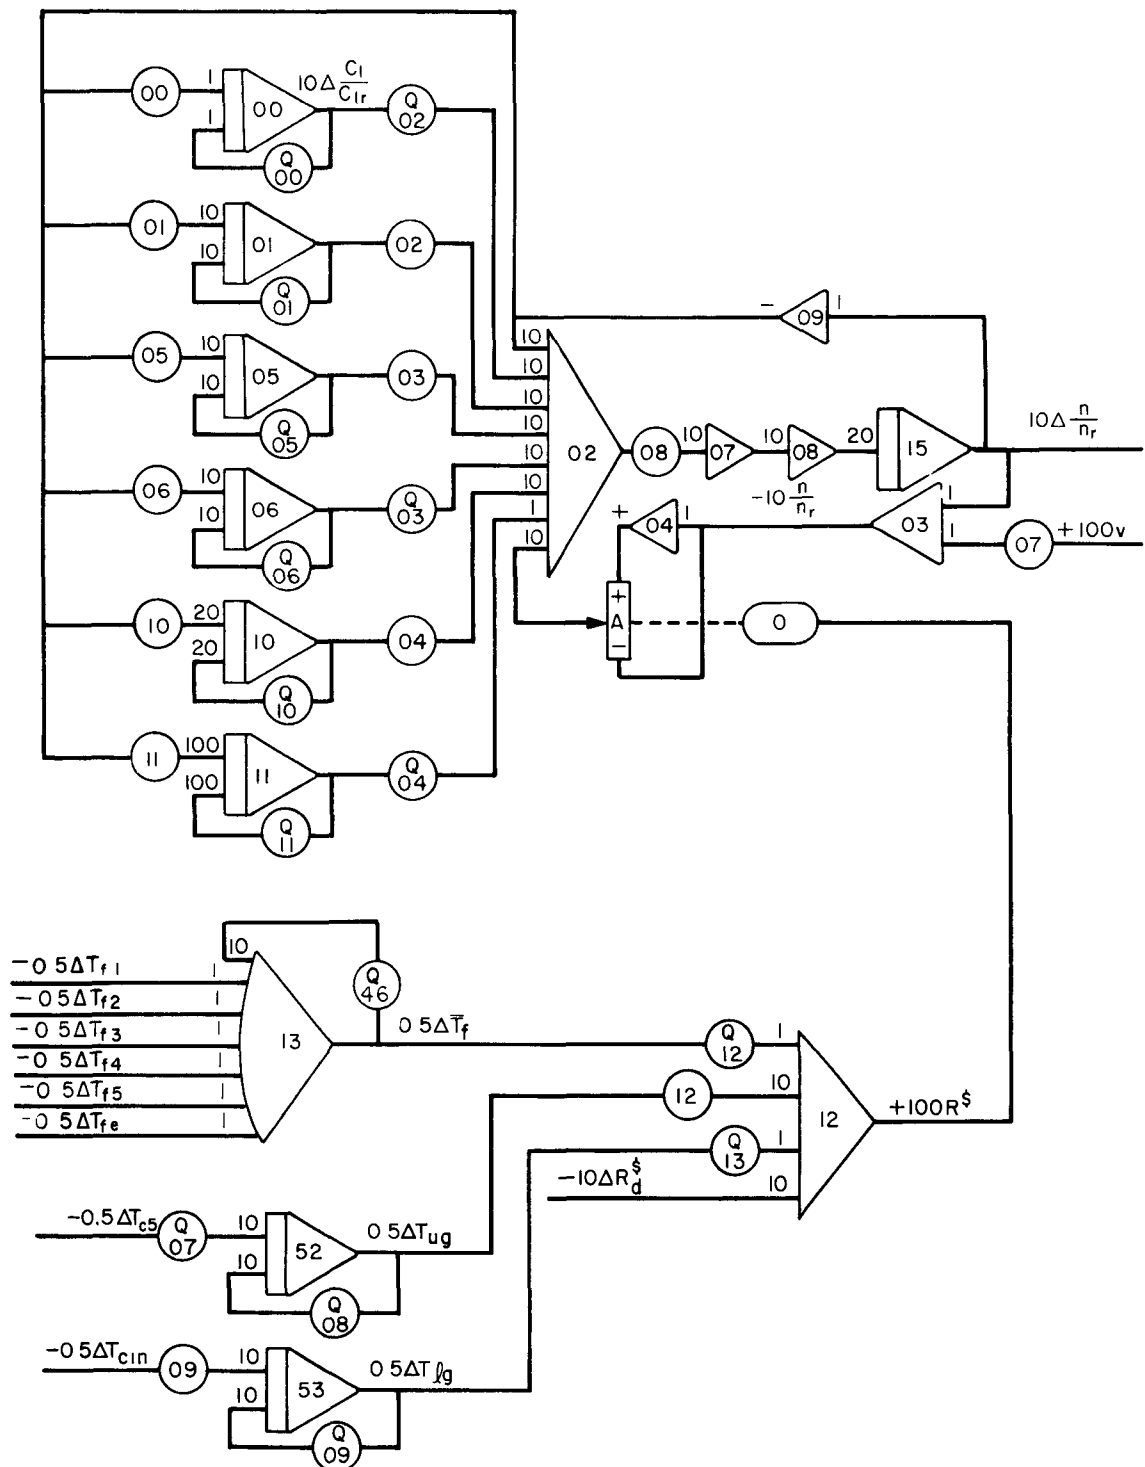 00 1 1 00 10Δ C1/C1r Q 02
Q 00
01 10 10 01 02
Q 01
05 10 10 05 03
Q 05
06 10 10 06 Q 03
Q 06
10 20 20 10 04
Q 10
11 100 100 11 Q 04
Q 11
10 10 10 10 10 10 1 10 02
08 10 07 10 08 20 15 10Δ n/nr
- 09 1
-10 n/nr
+ 04 1 03 1 1 07 +100v
+ A - 0
10 Q 46
-0 5ΔTf1 1
-0 5ΔTf2 1
-0 5ΔTf3 1
-0 5ΔTf4 1
-0 5ΔTf5 1
-0 5ΔTfe 1
13 0 5ΔT̅f Q 12 1
12 10
Q 13 1
-10ΔRd$ 10
12 +100R$
-0.5ΔTc5 Q 07 10 10 52 0 5ΔTug
Q 08
-0 5ΔTcin 09 10 10 53 0 5ΔTlg
Q 09